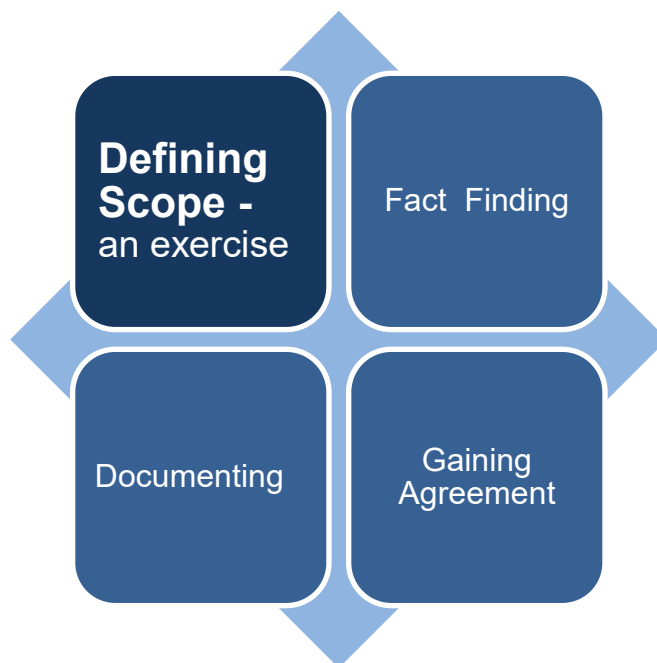 Defining
Scope -
an exercise
Fact  Finding
Documenting
Gaining
Agreement